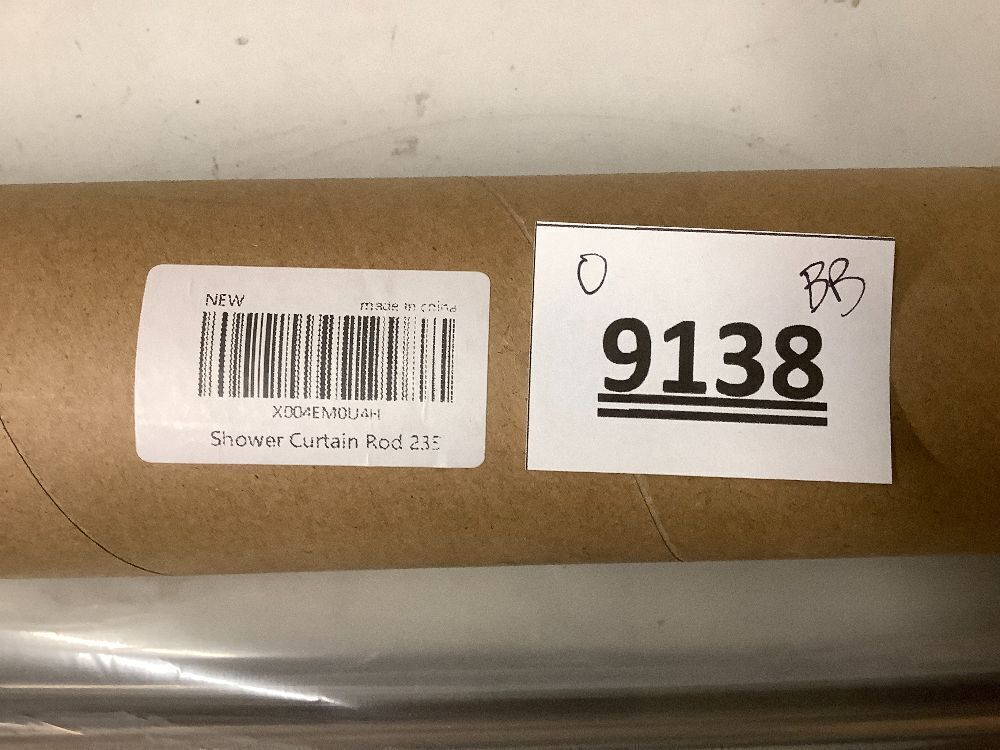 NEW made in china
X004EM0U4H
Shower Curtain Rod 235
O BB
9138